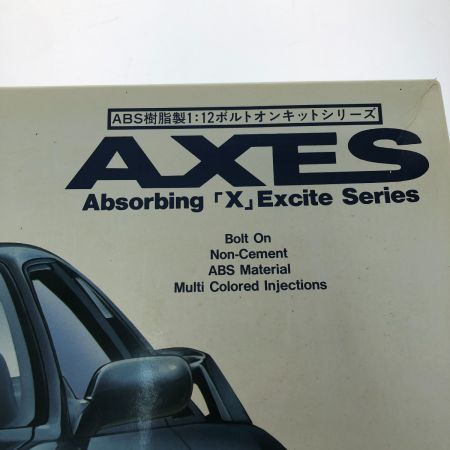 ABS樹脂製1:12ボルトオンキットシリーズ
AXES
Absorbing「X」Excite Series
Bolt On
Non-Cement
ABS Material
Multi Colored Injections